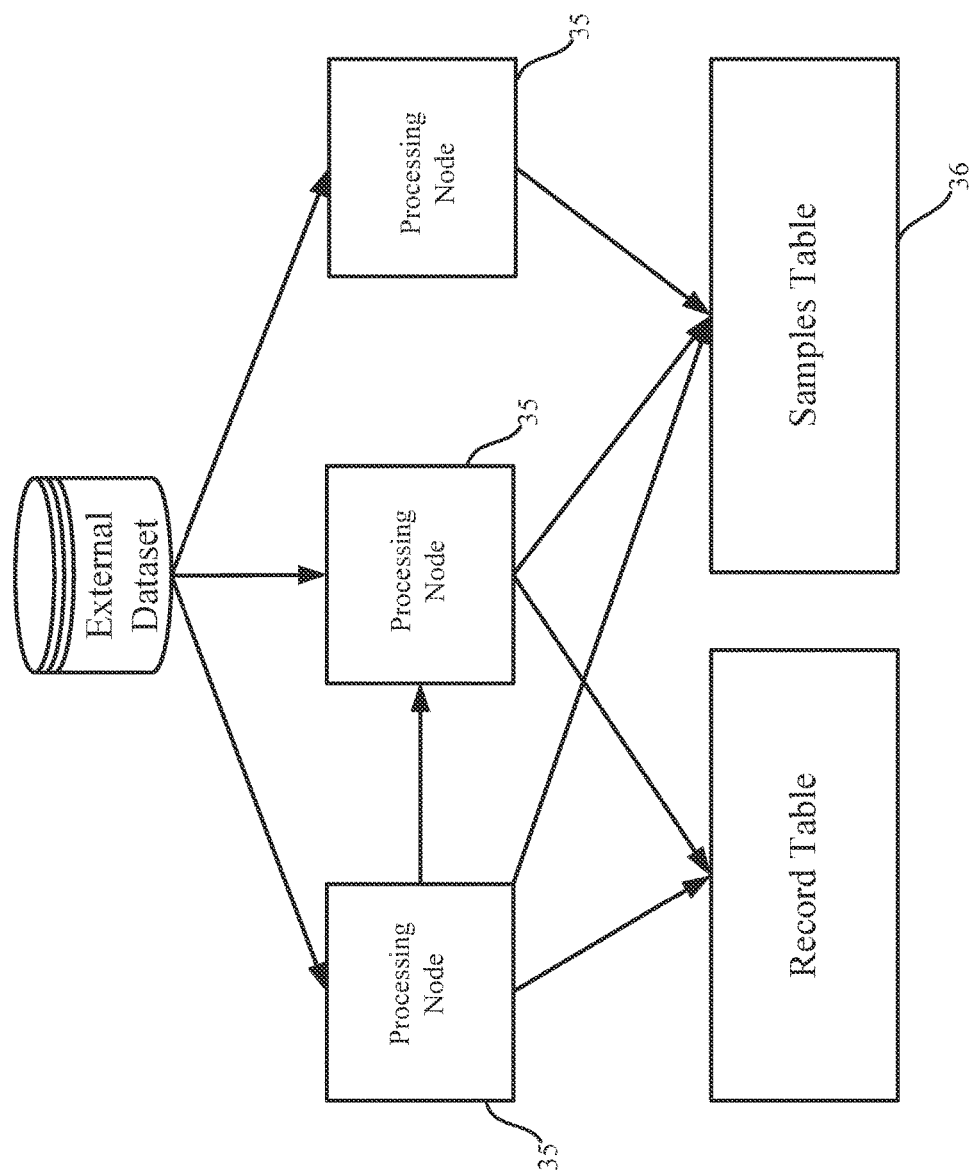 External
Dataset
Processing
Node
35
Processing
Node
35
Processing
Node
35
Record Table
Samples Table
36